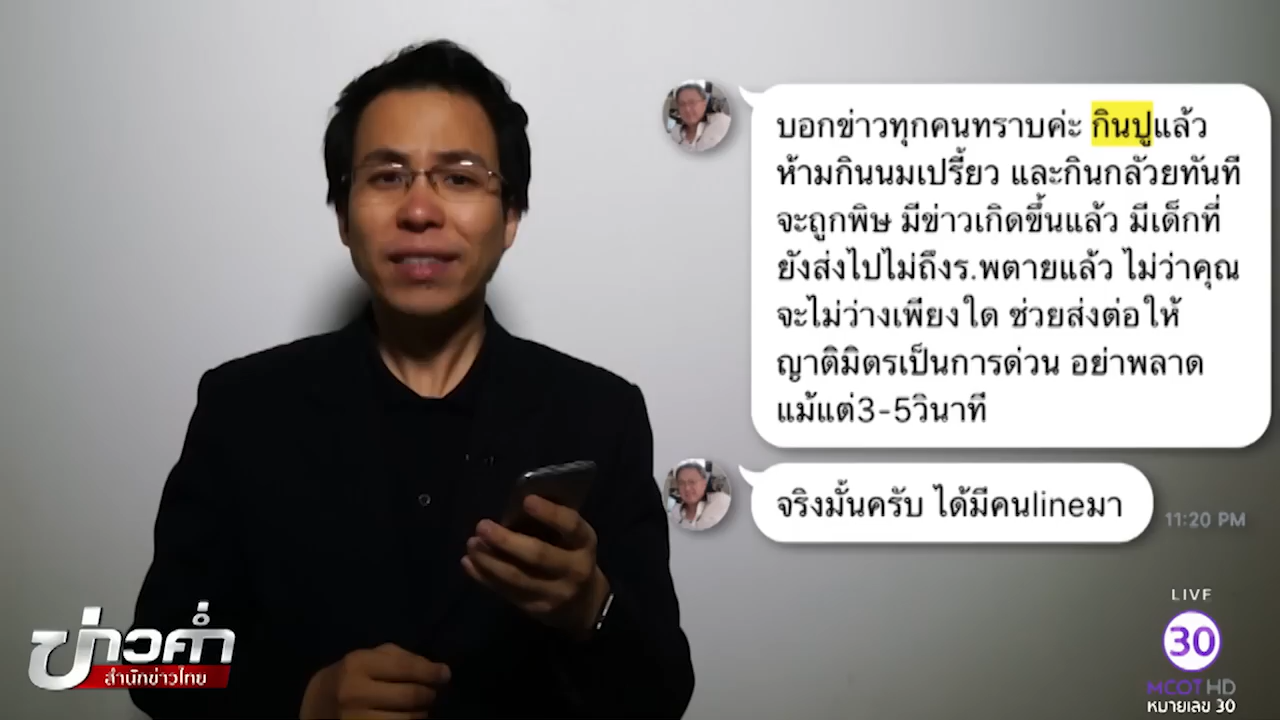 บอกข่าวทุกคนทราบค่ะ กินปูแล้ว
ห้ามกินนมเปรี้ยว และกินกล้วยทันที
จะถูกพิษ มีข่าวเกิดขึ้นแล้ว มีเด็กที่
ยังส่งไปไม่ถึงร.พตายแล้ว ไม่ว่าคุณ
จะไม่ว่างเพียงใด ช่วยส่งต่อให้
ญาติมิตรเป็นการด่วน อย่าพลาด
แม้แต่3-5วินาที
จริงมั้นครับ ได้มีคนlineมา
11:20 PM
ข่าวค่ำ
สำนักข่าวไทย
LIVE
30
MCOT HD
หมายเลข 30